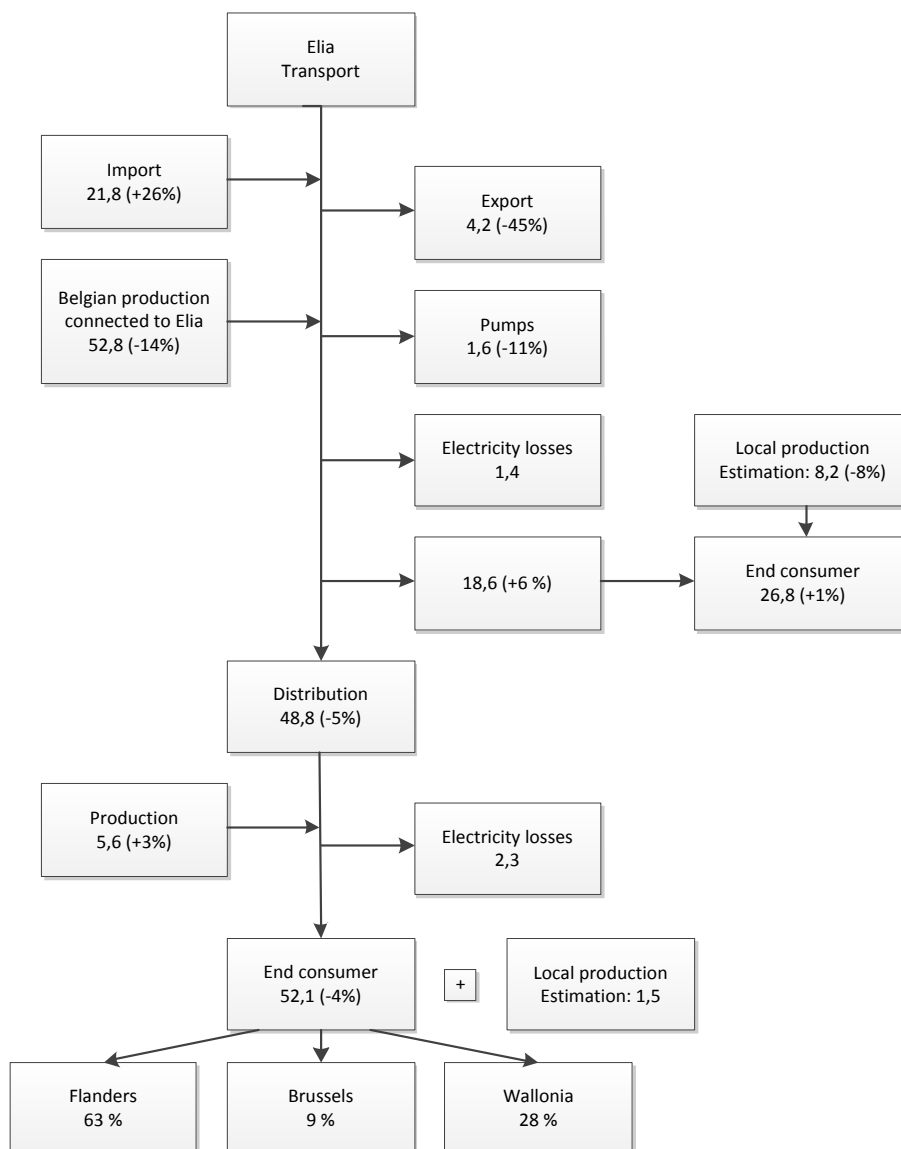 Elia
Transport
Import
21,8 (+26%)
Export
4,2 (-45%)
Belgian production
connected to Elia
52,8 (-14%)
Pumps
1,6 (-11%)
Electricity losses
1,4
Local production
Estimation: 8,2 (-8%)
18,6 (+6 %)
End consumer
26,8 (+1%)
Distribution
48,8 (-5%)
Production
5,6 (+3%)
Electricity losses
2,3
End consumer
52,1 (-4%)
+
Local production
Estimation: 1,5
Flanders
63 %
Brussels
9 %
Wallonia
28 %